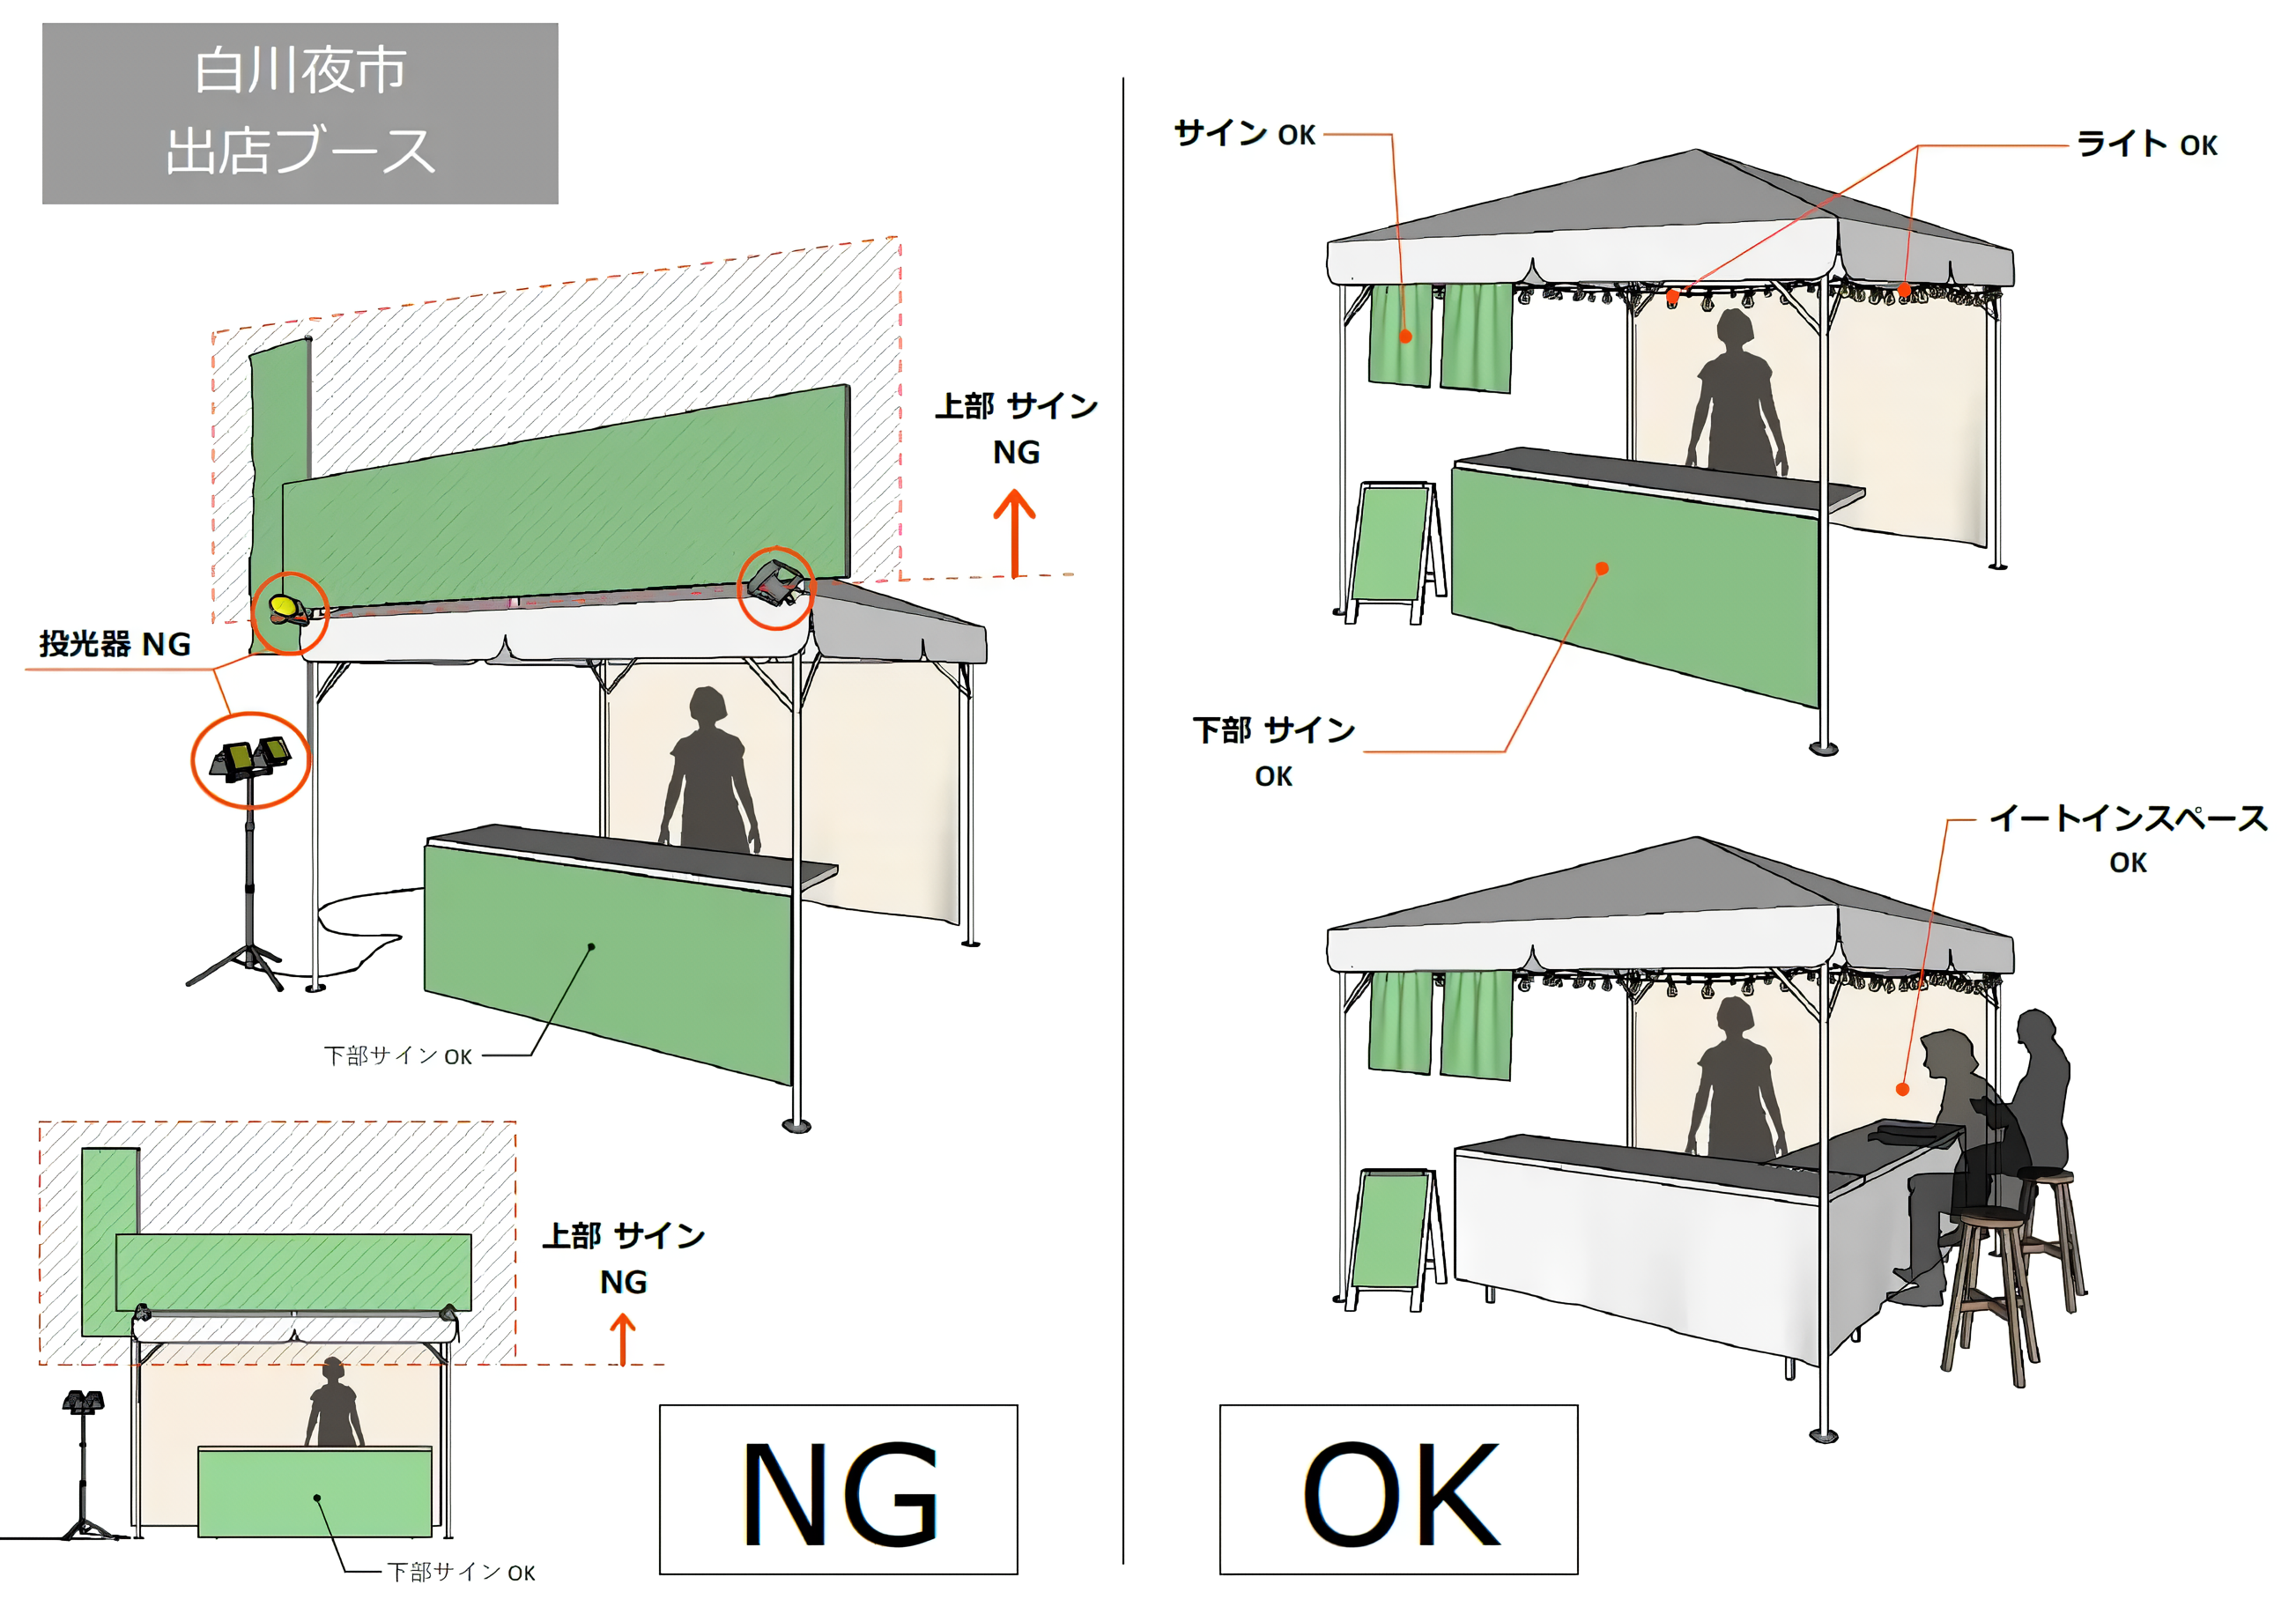 白川夜市
出店ブース
上部 サイン
NG
投光器 NG
下部サイン OK
上部 サイン
NG
下部サイン OK
NG
サイン OK
ライト OK
下部 サイン
OK
イートインスペース
OK
OK